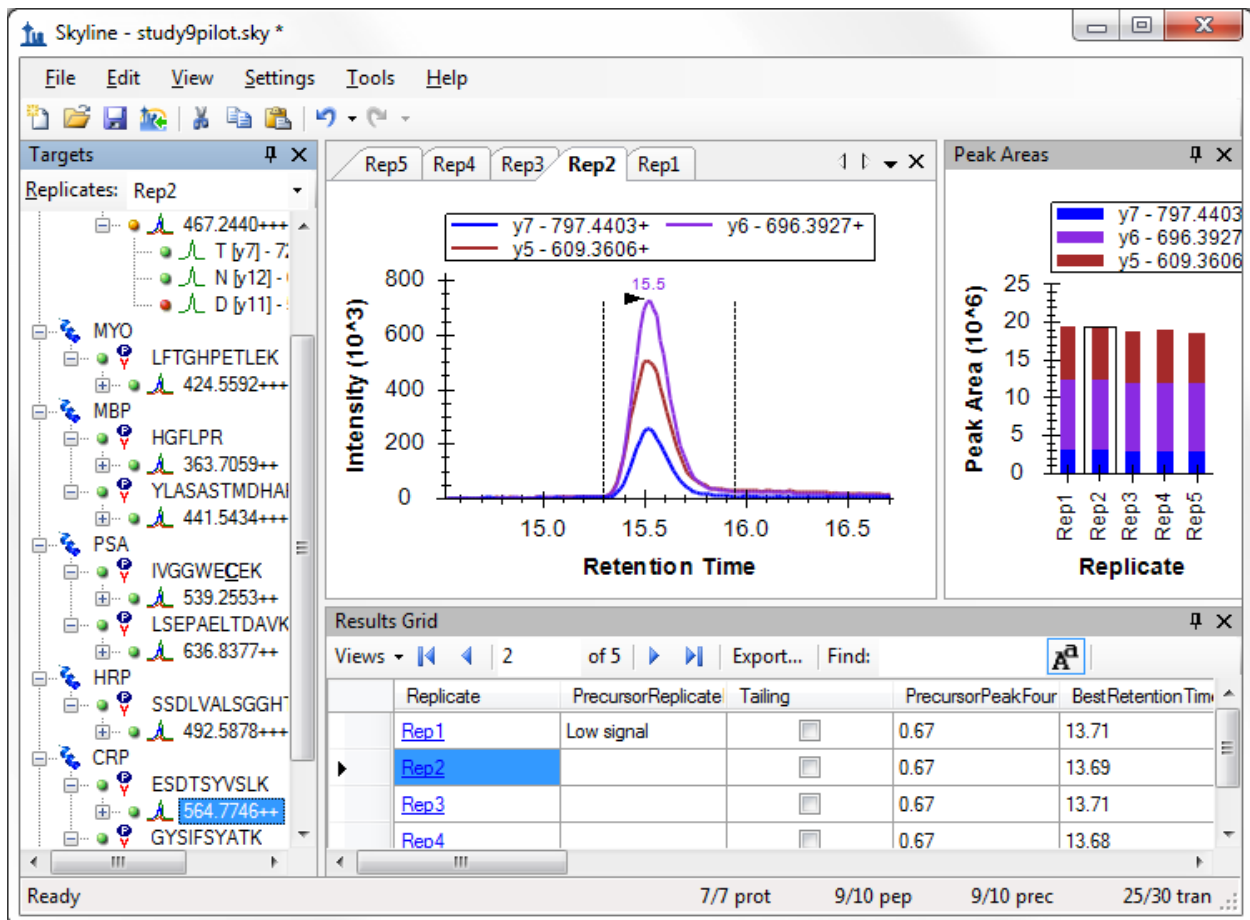 Skyline - study9pilot.sky *
File Edit View Settings Tools Help
Targets
Replicates: Rep2
467.2440+++
T [y7] - 72
N [y12] -
D [y11] -
MYO
LFTGHPETLEK
424.5592+++
MBP
HGFLPR
363.7059++
YLASASTMDHAI
441.5434+++
PSA
IVGGWECEK
539.2553++
LSEPAELTDAVK
636.8377++
HRP
SSDLVALSGGHT
492.5878+++
CRP
ESDTSYVSLK
564.7746++
GYSIFSYATK
Rep5 Rep4 Rep3 Rep2 Rep1
y7 - 797.4403+ y6 - 696.3927+
y5 - 609.3606+
15.5
Intensity (10^3)
800
600
400
200
0
15.0 15.5 16.0 16.5
Retention Time
Peak Areas
y7 - 797.4403
y6 - 696.3927
y5 - 609.3606
Peak Area (10^6)
25
20
15
10
5
0
Rep1 Rep2 Rep3 Rep4 Rep5
Replicate
Results Grid
Views 2 of 5 Export... Find: Aa
Replicate PrecursorReplicate Tailing PrecursorPeakFour BestRetentionTime
Rep1 Low signal 0.67 13.71
Rep2 0.67 13.69
Rep3 0.67 13.71
Rep4 0.67 13.68
Ready 7/7 prot 9/10 pep 9/10 prec 25/30 tran